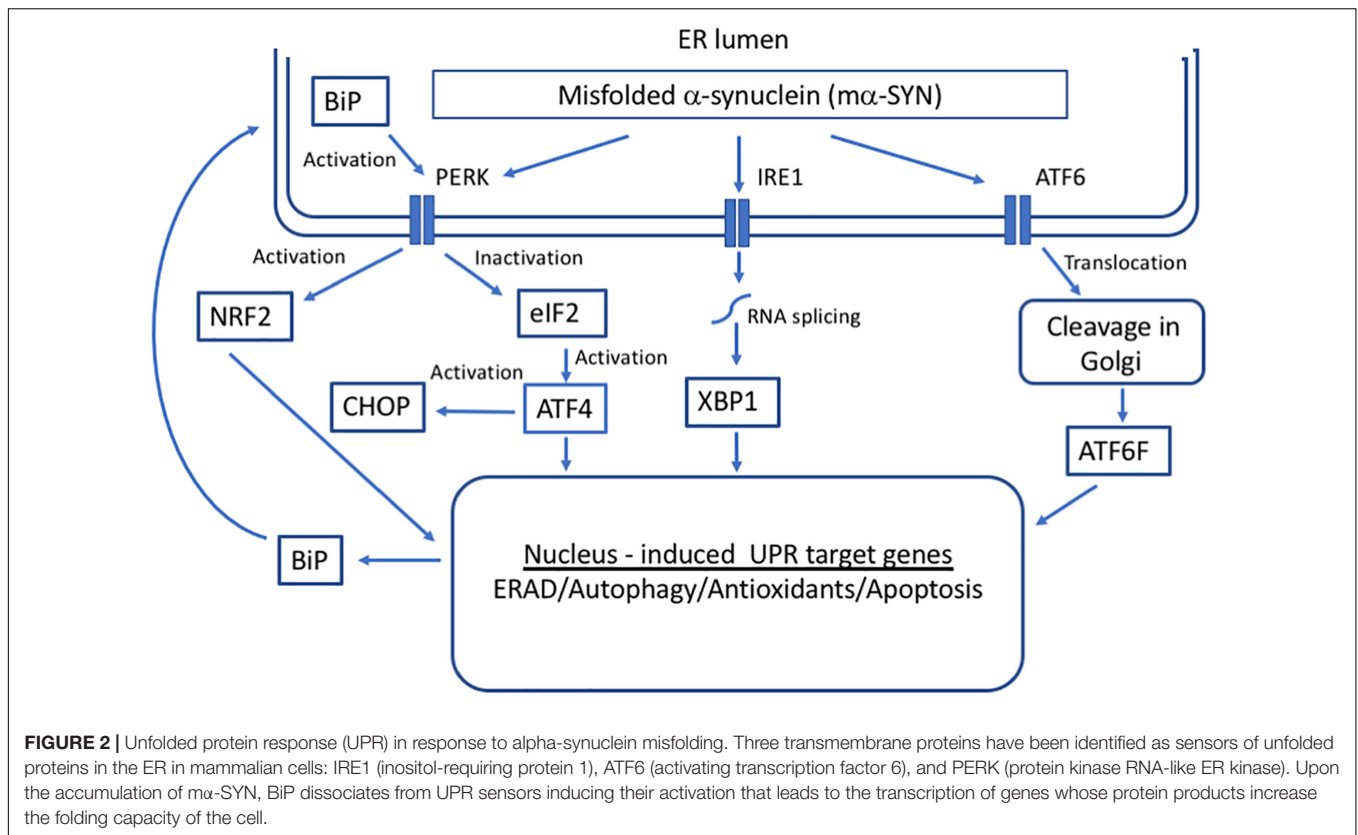 ER lumen
BiP
Misfolded α-synuclein (mα-SYN)
Activation
PERK
IRE1
ATF6
Activation
Inactivation
Translocation
NRF2
eIF2
RNA splicing
Cleavage in
Golgi
Activation
Activation
CHOP
ATF4
XBP1
ATF6F
BiP
Nucleus - induced UPR target genes
ERAD/Autophagy/Antioxidants/Apoptosis
FIGURE 2 | Unfolded protein response (UPR) in response to alpha-synuclein misfolding. Three transmembrane proteins have been identified as sensors of unfolded
proteins in the ER in mammalian cells: IRE1 (inositol-requiring protein 1), ATF6 (activating transcription factor 6), and PERK (protein kinase RNA-like ER kinase). Upon
the accumulation of mα-SYN, BiP dissociates from UPR sensors inducing their activation that leads to the transcription of genes whose protein products increase
the folding capacity of the cell.